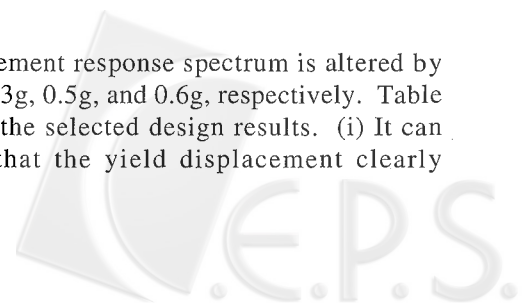 ement response spectrum is altered by
3g, 0.5g, and 0.6g, respectively. Table
the selected design results. (i) It can
that the yield displacement clearly
C.E.P.S.